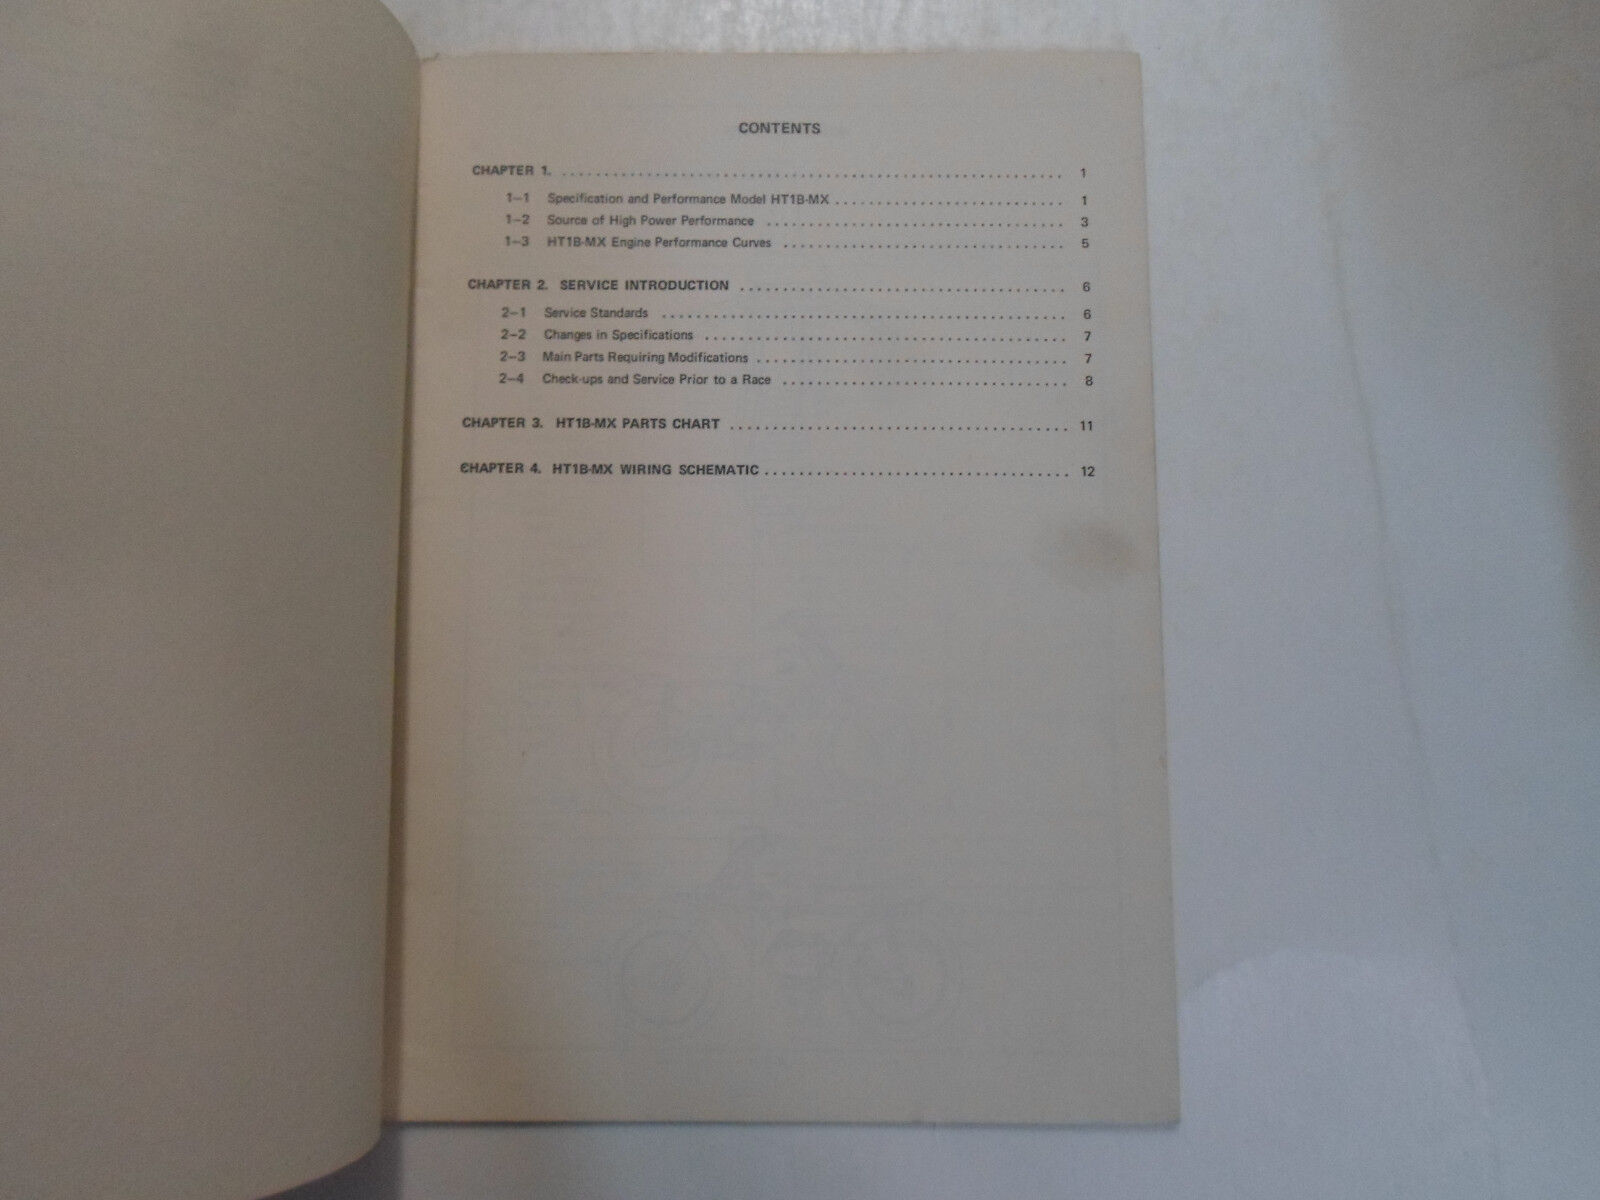 CONTENTS
CHAPTER 1. ............................................................ 1
1–1 Specification and Performance Model HT1B-MX ............................ 1
1–2 Source of High Power Performance .................................... 3
1–3 HT1B-MX Engine Performance Curves .................................. 5
CHAPTER 2. SERVICE INTRODUCTION ....................................... 6
2–1 Service Standards ................................................. 6
2–2 Changes in Specifications ............................................ 7
2–3 Main Parts Requiring Modifications ..................................... 7
2–4 Check-ups and Service Prior to a Race .................................. 8
CHAPTER 3. HT1B-MX PARTS CHART ........................................ 11
CHAPTER 4. HT1B-MX WIRING SCHEMATIC .................................... 12